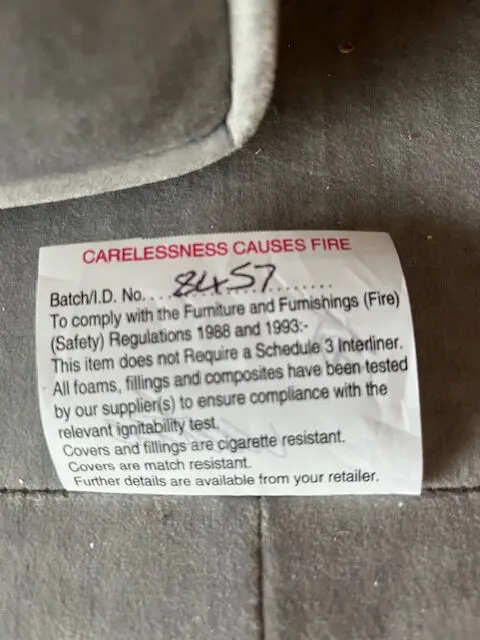 CARELESSNESS CAUSES FIRE
Batch/I.D. No....8457........
To comply with the Furniture and Furnishings (Fire)
(Safety) Regulations 1988 and 1993:-
This item does not Require a Schedule 3 Interliner.
All foams, fillings and composites have been tested
by our supplier(s) to ensure compliance with the
relevant ignitability test.
Covers and fillings are cigarette resistant.
Covers are match resistant.
Further details are available from your retailer.